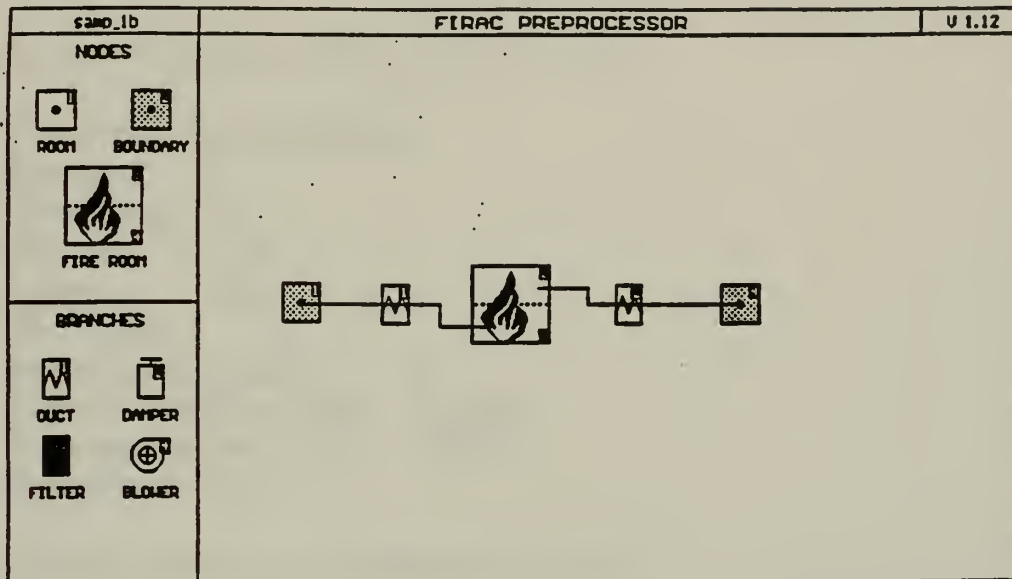 samp_1b
FIRAC PREPROCESSOR
V 1.12
NODES
ROOM
BOUNDARY
FIRE ROOM
BRANCHES
DUCT
DAMPER
FILTER
BLOWER